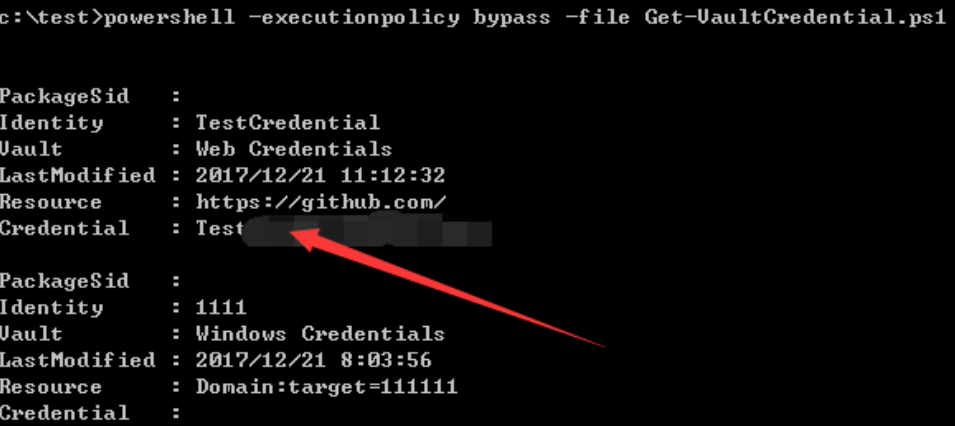 c:\test>powershell -executionpolicy bypass -file Get-VaultCredential.ps1
PackageSid :
Identity : TestCredential
Vault : Web Credentials
LastModified : 2017/12/21 11:12:32
Resource : https://github.com/
Credential : Test
PackageSid :
Identity : 1111
Vault : Windows Credentials
LastModified : 2017/12/21 8:03:56
Resource : Domain:target=111111
Credential :